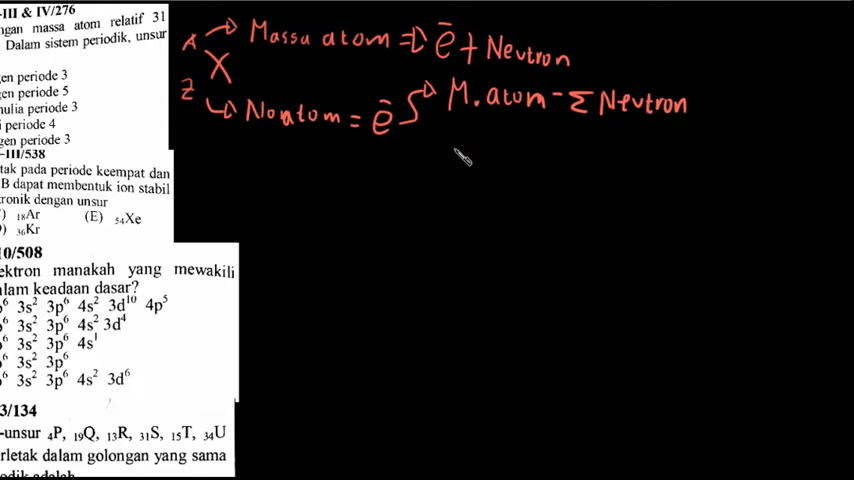 -III & IV/276
ngan massa atom relatif 31
Dalam sistem periodik, unsur
gen periode 3
gen periode 5
mulia periode 3
i periode 4
gen periode 3
-III/538
tak pada periode keempat dan
B dapat membentuk ion stabil
ronik dengan unsur
) ₁₈Ar (E) ₅₄Xe
) ₃₆Kr
10/508
ektron manakah yang mewakili
alam keadaan dasar?
⁶ 3s² 3p⁶ 4s² 3d¹⁰ 4p⁵
⁶ 3s² 3p⁶ 4s² 3d⁴
⁶ 3s² 3p⁶ 4s¹
⁶ 3s² 3p⁶
⁶ 3s² 3p⁶ 4s² 3d⁶
3/134
-unsur ₄P, ₁₉Q, ₁₃R, ₃₁S, ₁₅T, ₃₄U
rletak dalam golongan yang sama
A → Massa atom ⇒ ē + Neutron
X
Z → No atom = ē → M. atom - Σ Neutron